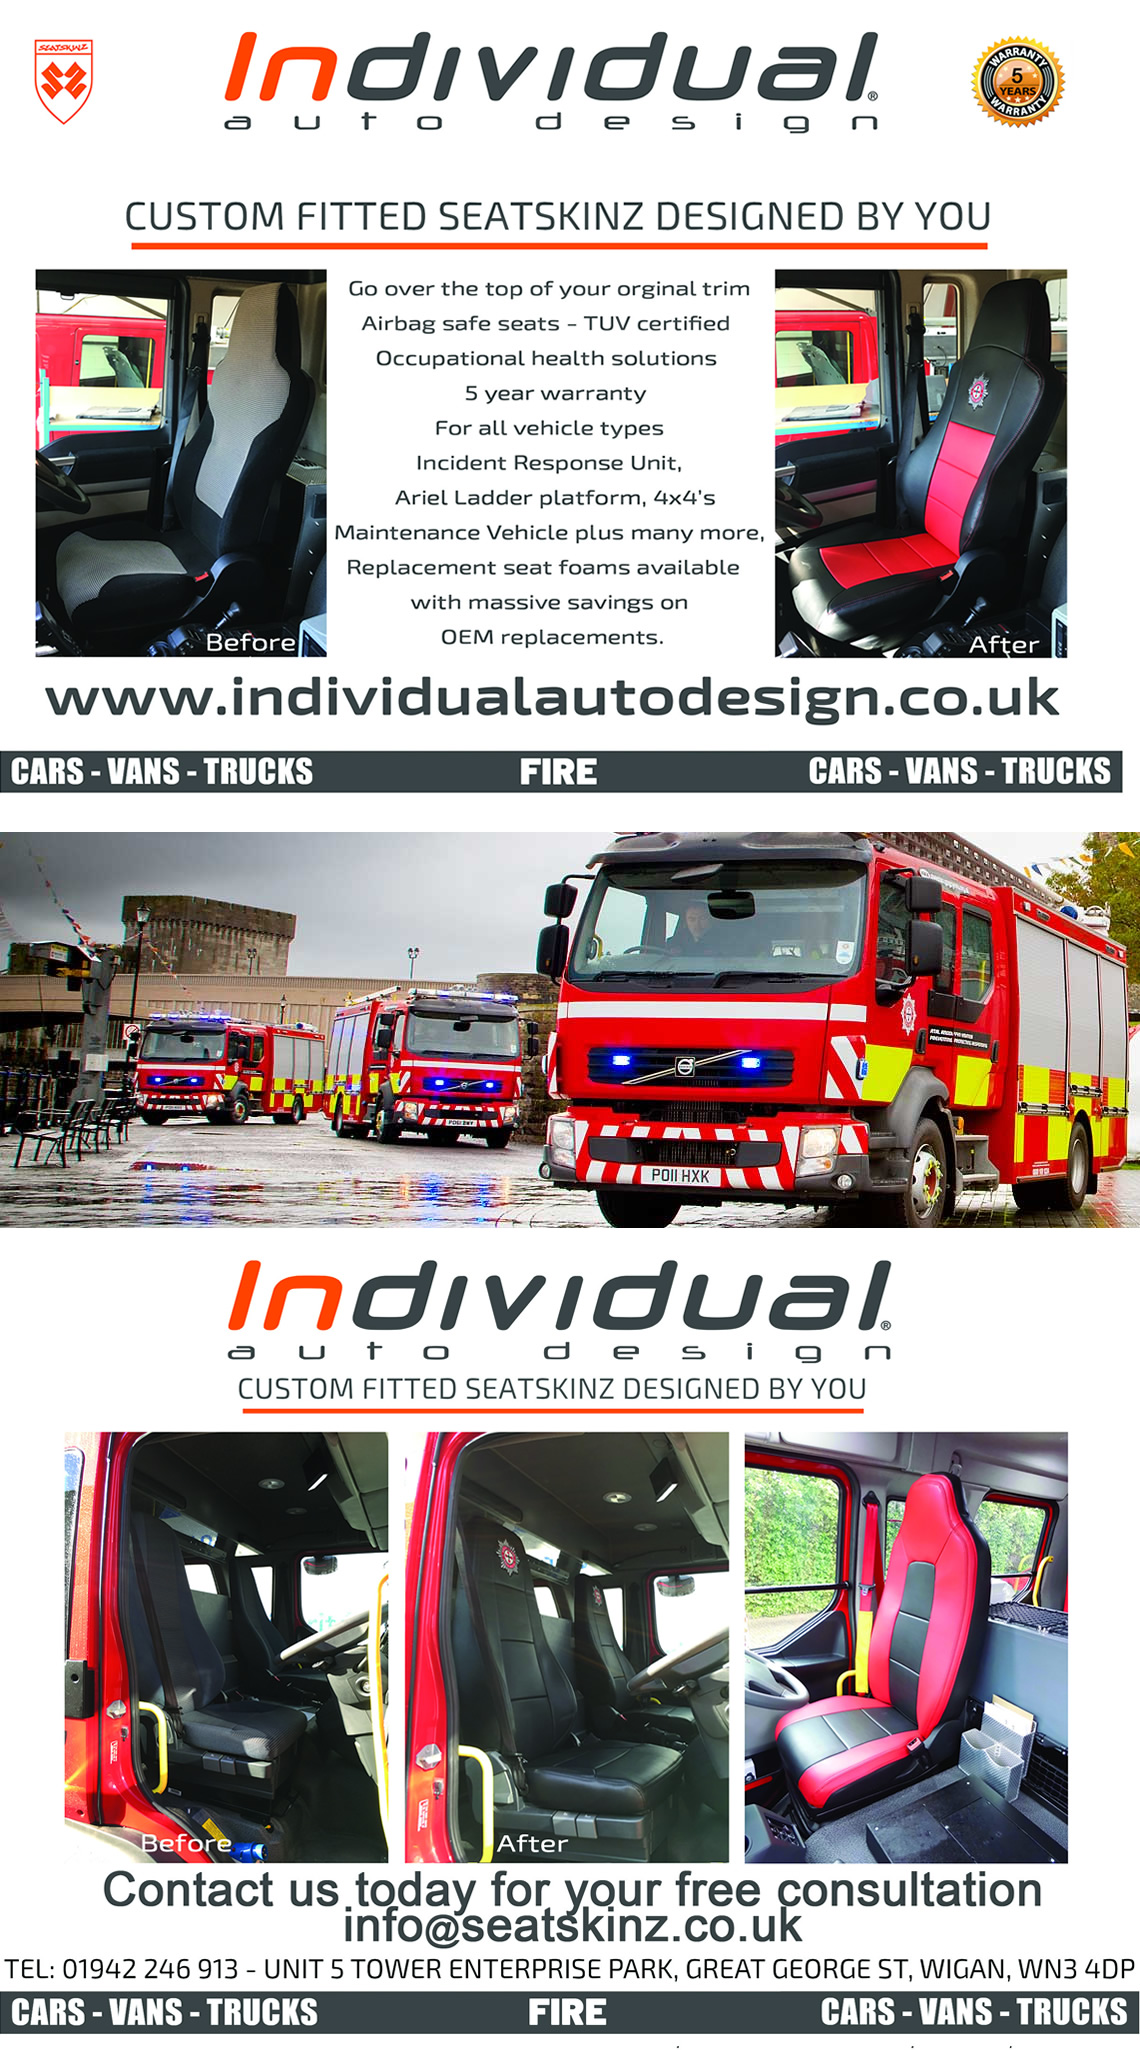 SEATSKINZ
Individual®
auto design
WARRANTY
5
YEARS
WARRANTY
CUSTOM FITTED SEATSKINZ DESIGNED BY YOU
Go over the top of your orginal trim
Airbag safe seats - TUV certified
Occupational health solutions
5 year warranty
For all vehicle types
Incident Response Unit,
Ariel Ladder platform, 4x4's
Maintenance Vehicle plus many more,
Replacement seat foams available
with massive savings on
OEM replacements.
Before
After
www.individualautodesign.co.uk
CARS - VANS - TRUCKS FIRE CARS - VANS - TRUCKS
PO11 HXK
Individual®
auto design
CUSTOM FITTED SEATSKINZ DESIGNED BY YOU
Before
After
Contact us today for your free consultation
info@seatskinz.co.uk
TEL: 01942 246 913 - UNIT 5 TOWER ENTERPRISE PARK, GREAT GEORGE ST, WIGAN, WN3 4DP
CARS - VANS - TRUCKS FIRE CARS - VANS - TRUCKS